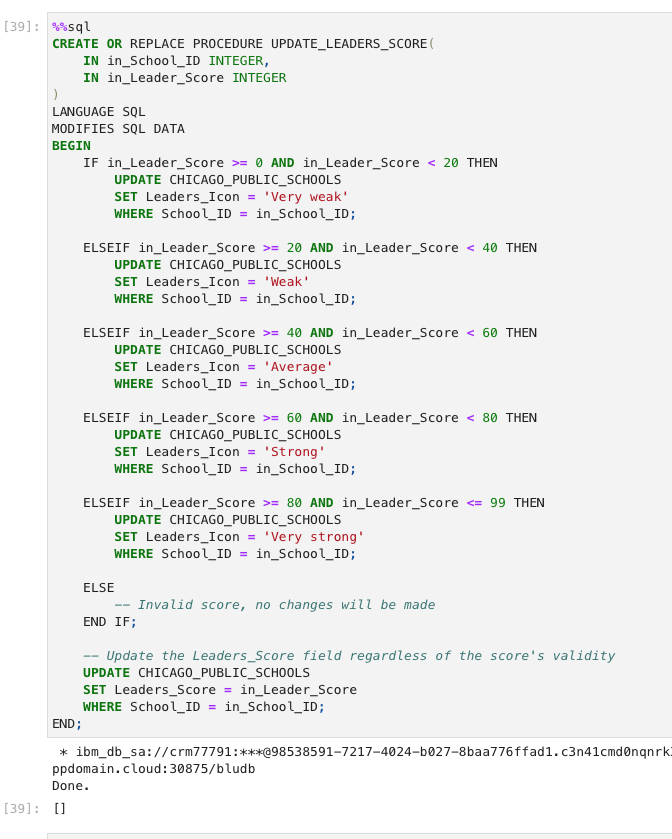 [39]: %%sql
CREATE OR REPLACE PROCEDURE UPDATE_LEADERS_SCORE(
    IN in_School_ID INTEGER,
    IN in_Leader_Score INTEGER
)
LANGUAGE SQL
MODIFIES SQL DATA
BEGIN
    IF in_Leader_Score >= 0 AND in_Leader_Score < 20 THEN
        UPDATE CHICAGO_PUBLIC_SCHOOLS
        SET Leaders_Icon = 'Very weak'
        WHERE School_ID = in_School_ID;

    ELSEIF in_Leader_Score >= 20 AND in_Leader_Score < 40 THEN
        UPDATE CHICAGO_PUBLIC_SCHOOLS
        SET Leaders_Icon = 'Weak'
        WHERE School_ID = in_School_ID;

    ELSEIF in_Leader_Score >= 40 AND in_Leader_Score < 60 THEN
        UPDATE CHICAGO_PUBLIC_SCHOOLS
        SET Leaders_Icon = 'Average'
        WHERE School_ID = in_School_ID;

    ELSEIF in_Leader_Score >= 60 AND in_Leader_Score < 80 THEN
        UPDATE CHICAGO_PUBLIC_SCHOOLS
        SET Leaders_Icon = 'Strong'
        WHERE School_ID = in_School_ID;

    ELSEIF in_Leader_Score >= 80 AND in_Leader_Score <= 99 THEN
        UPDATE CHICAGO_PUBLIC_SCHOOLS
        SET Leaders_Icon = 'Very strong'
        WHERE School_ID = in_School_ID;

    ELSE
        -- Invalid score, no changes will be made
    END IF;

    -- Update the Leaders_Score field regardless of the score's validity
    UPDATE CHICAGO_PUBLIC_SCHOOLS
    SET Leaders_Score = in_Leader_Score
    WHERE School_ID = in_School_ID;
END;
 * ibm_db_sa://crm77791:***@98538591-7217-4024-b027-8baa776ffad1.c3n41cmd0nqnrk
ppdomain.cloud:30875/bludb
Done.
[39]: []